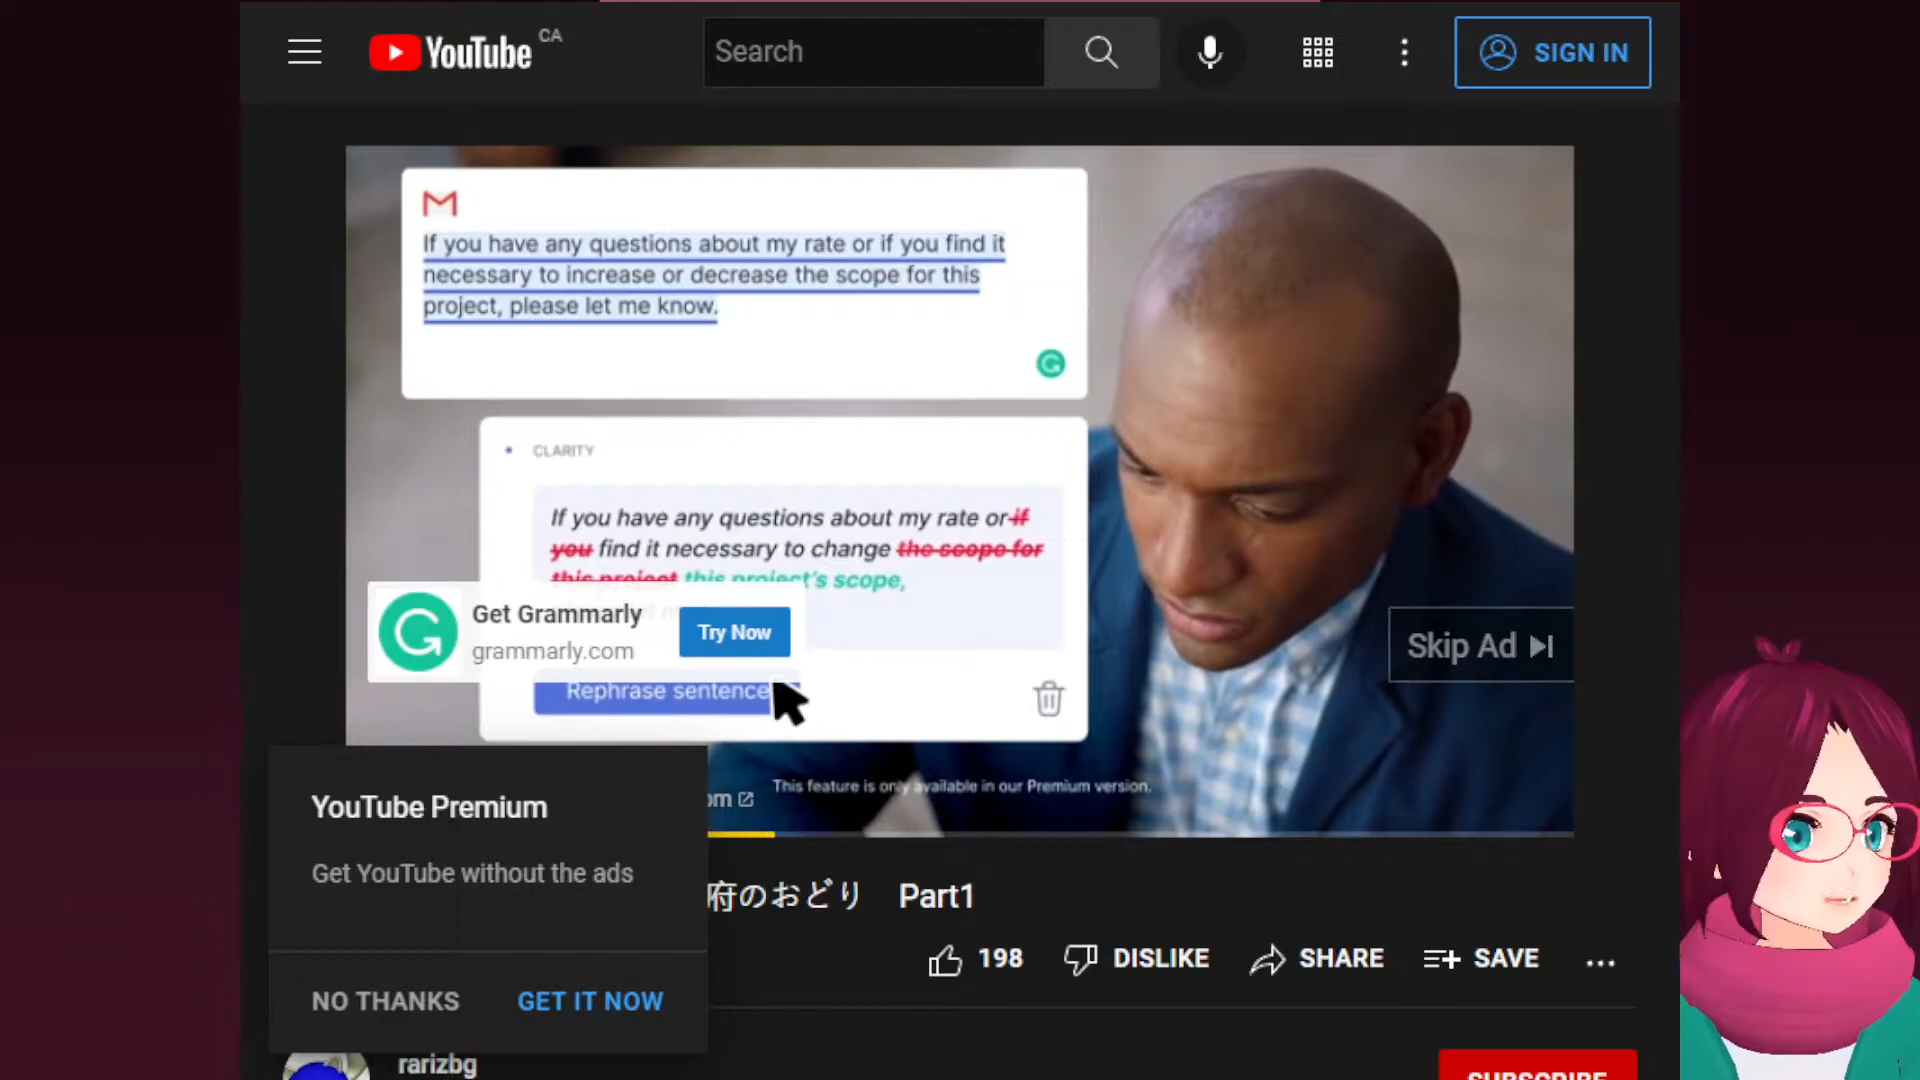 YouTube CA
Search
SIGN IN
If you have any questions about my rate or if you find it
necessary to increase or decrease the scope for this
project, please let me know.
CLARITY
If you have any questions about my rate or if
you find it necessary to change the scope for
this project this project's scope,
Get Grammarly
grammarly.com
Try Now
Skip Ad
Rephrase sentence
This feature is only available in our Premium version.
om
YouTube Premium
Get YouTube without the ads
NO THANKS
GET IT NOW
府のおどり Part1
198
DISLIKE
SHARE
SAVE
rarizbg
SUBSCRIBE